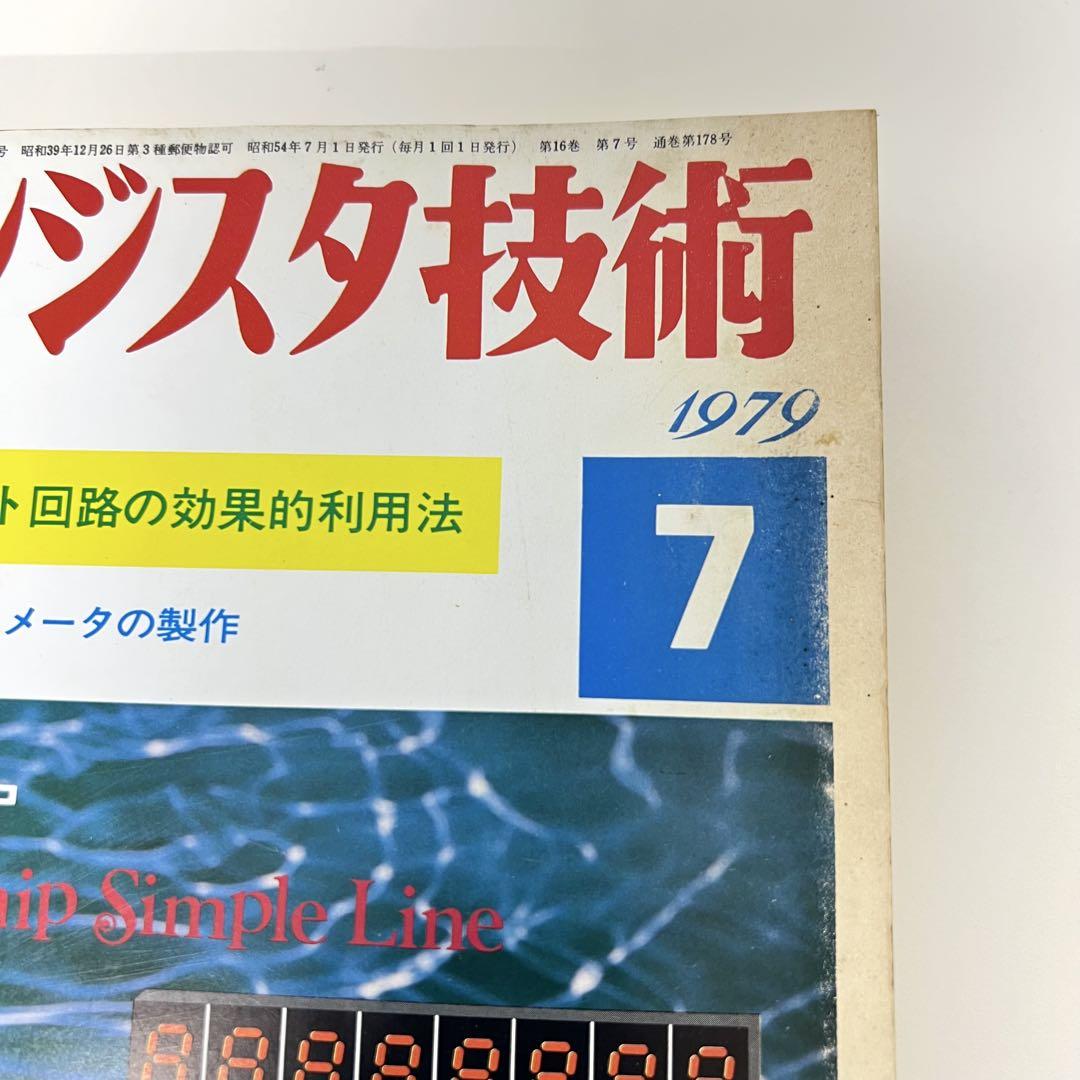 号 昭和39年12月26日第3種郵便物認可 昭和54年7月1日発行(毎月1回1日発行) 第16巻 第7号 通巻第178号
ンジスタ技術
1979
7
ト回路の効果的利用法
メータの製作
hip Simple Line